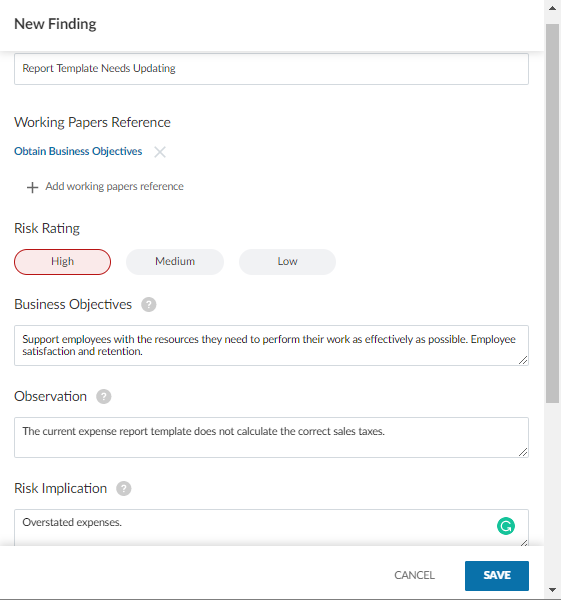 New Finding
Report Template Needs Updating
Working Papers Reference
Obtain Business Objectives
Add working papers reference
Risk Rating
High Medium Low
Business Objectives ?
Support employees with the resources they need to perform their work as effectively as possible. Employee
satisfaction and retention.
Observation ?
The current expense report template does not calculate the correct sales taxes.
Risk Implication ?
Overstated expenses.
CANCEL SAVE